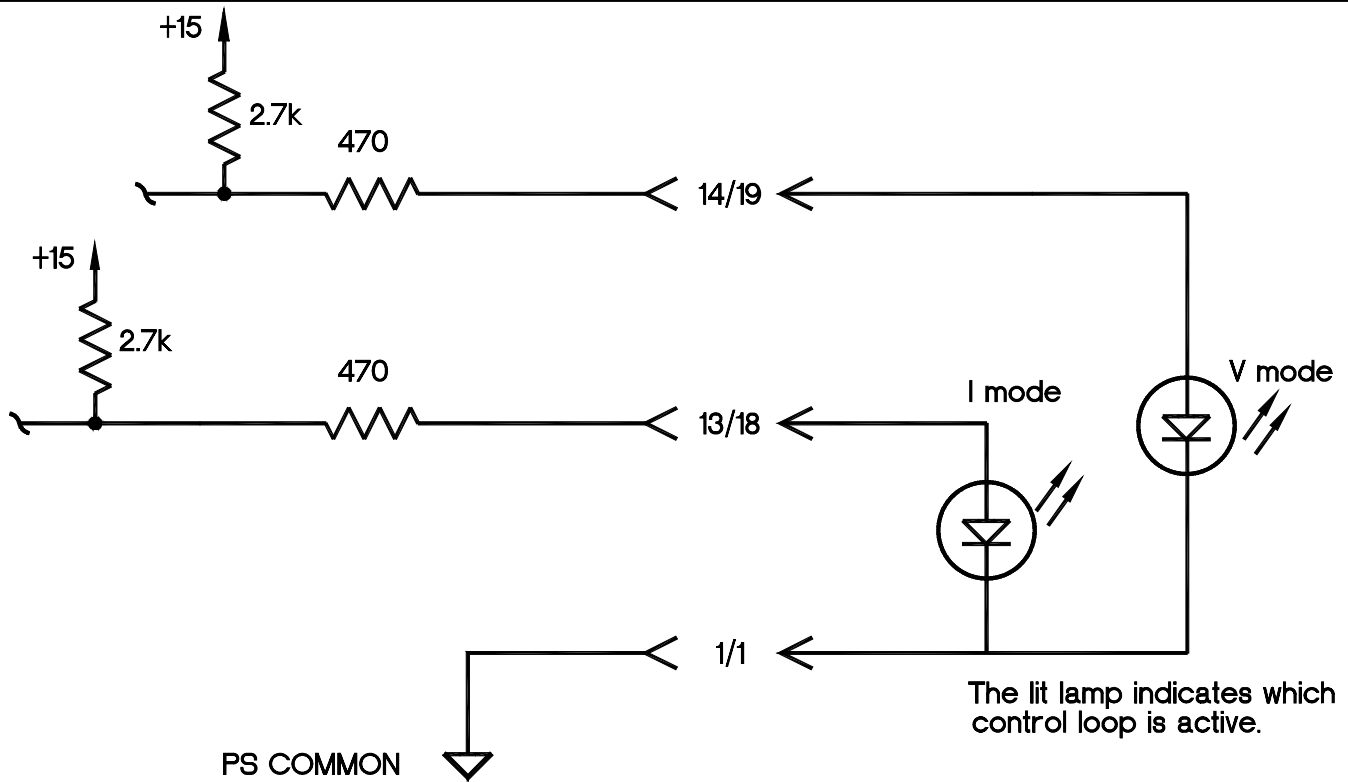 +15
2.7k
470
14/19
+15
2.7k
470
13/18
I mode
V mode
1/1
The lit lamp indicates which
control loop is active.
PS COMMON